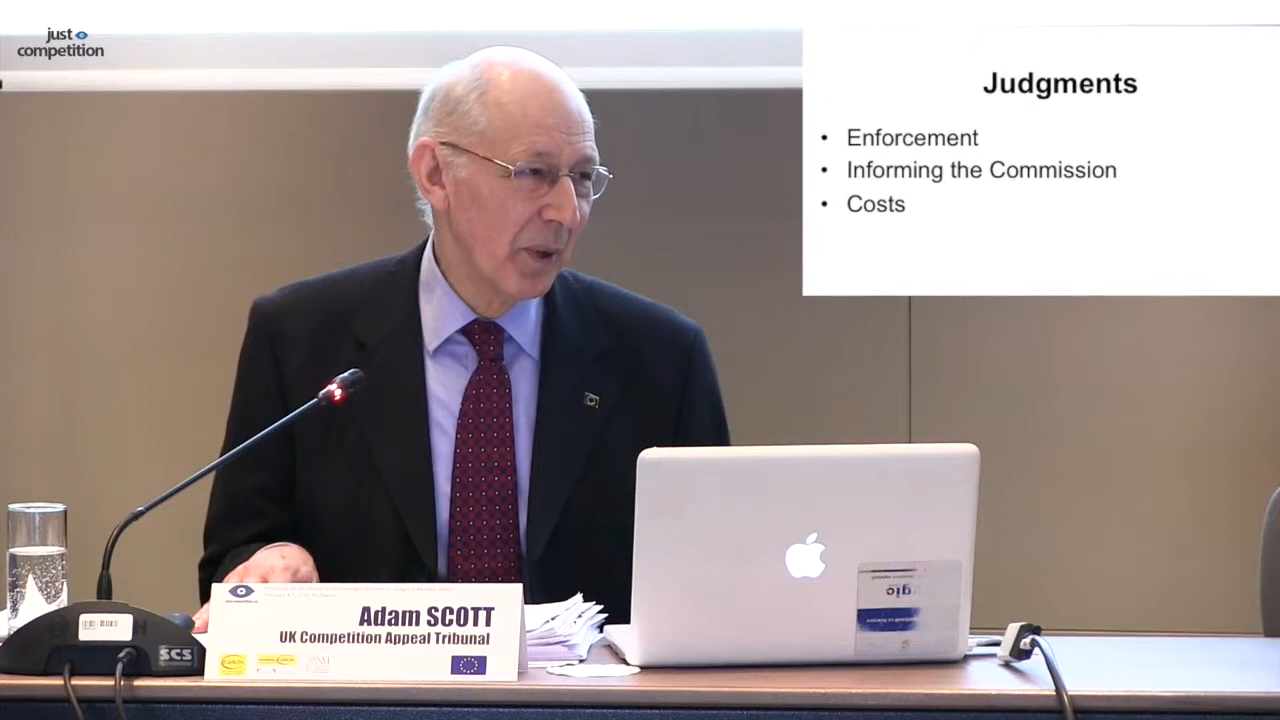 just
competition
Judgments
• Enforcement
• Informing the Commission
• Costs
Adam SCOTT
UK Competition Appeal Tribunal
SCS